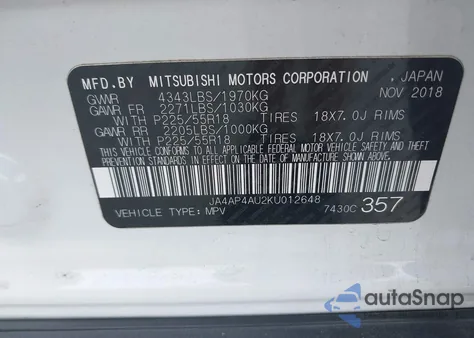 MFD.BY MITSUBISHI MOTORS CORPORATION . JAPAN
GVWR 4343LBS/1970KG NOV 2018
GAWR FR 2271LBS/1030KG
WITH P225/55R18 TIRES 18X7.0J RIMS
GAWR RR 2205LBS/1000KG
WITH P225/55R18 TIRES 18X7.0J RIMS
THIS VEHICLE CONFORMS TO ALL APPLICABLE FEDERAL MOTOR VEHICLE SAFETY, BUMPER, AND THEFT
PREVENTION STANDARDS IN EFFECT ON THE DATE OF MANUFACTURE SHOWN ABOVE.
JA4AP4AU2KU012648
VEHICLE TYPE: MPV 7430C 357
autoSnap